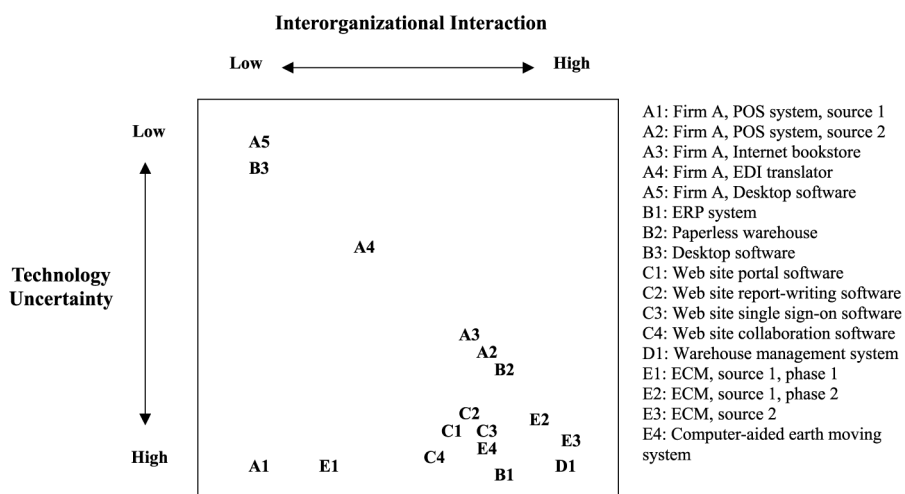 Interorganizational Interaction
Low High
A1: Firm A, POS system, source 1
A2: Firm A, POS system, source 2
A3: Firm A, Internet bookstore
A4: Firm A, EDI translator
A5: Firm A, Desktop software
B1: ERP system
B2: Paperless warehouse
B3: Desktop software
C1: Web site portal software
C2: Web site report-writing software
C3: Web site single sign-on software
C4: Web site collaboration software
D1: Warehouse management system
E1: ECM, source 1, phase 1
E2: ECM, source 1, phase 2
E3: ECM, source 2
E4: Computer-aided earth moving
system
Low
Technology
Uncertainty
High
A5
B3
A4
A3
A2
B2
C2
E2
C1 C3
E3
E4
C4
A1 E1 D1
B1